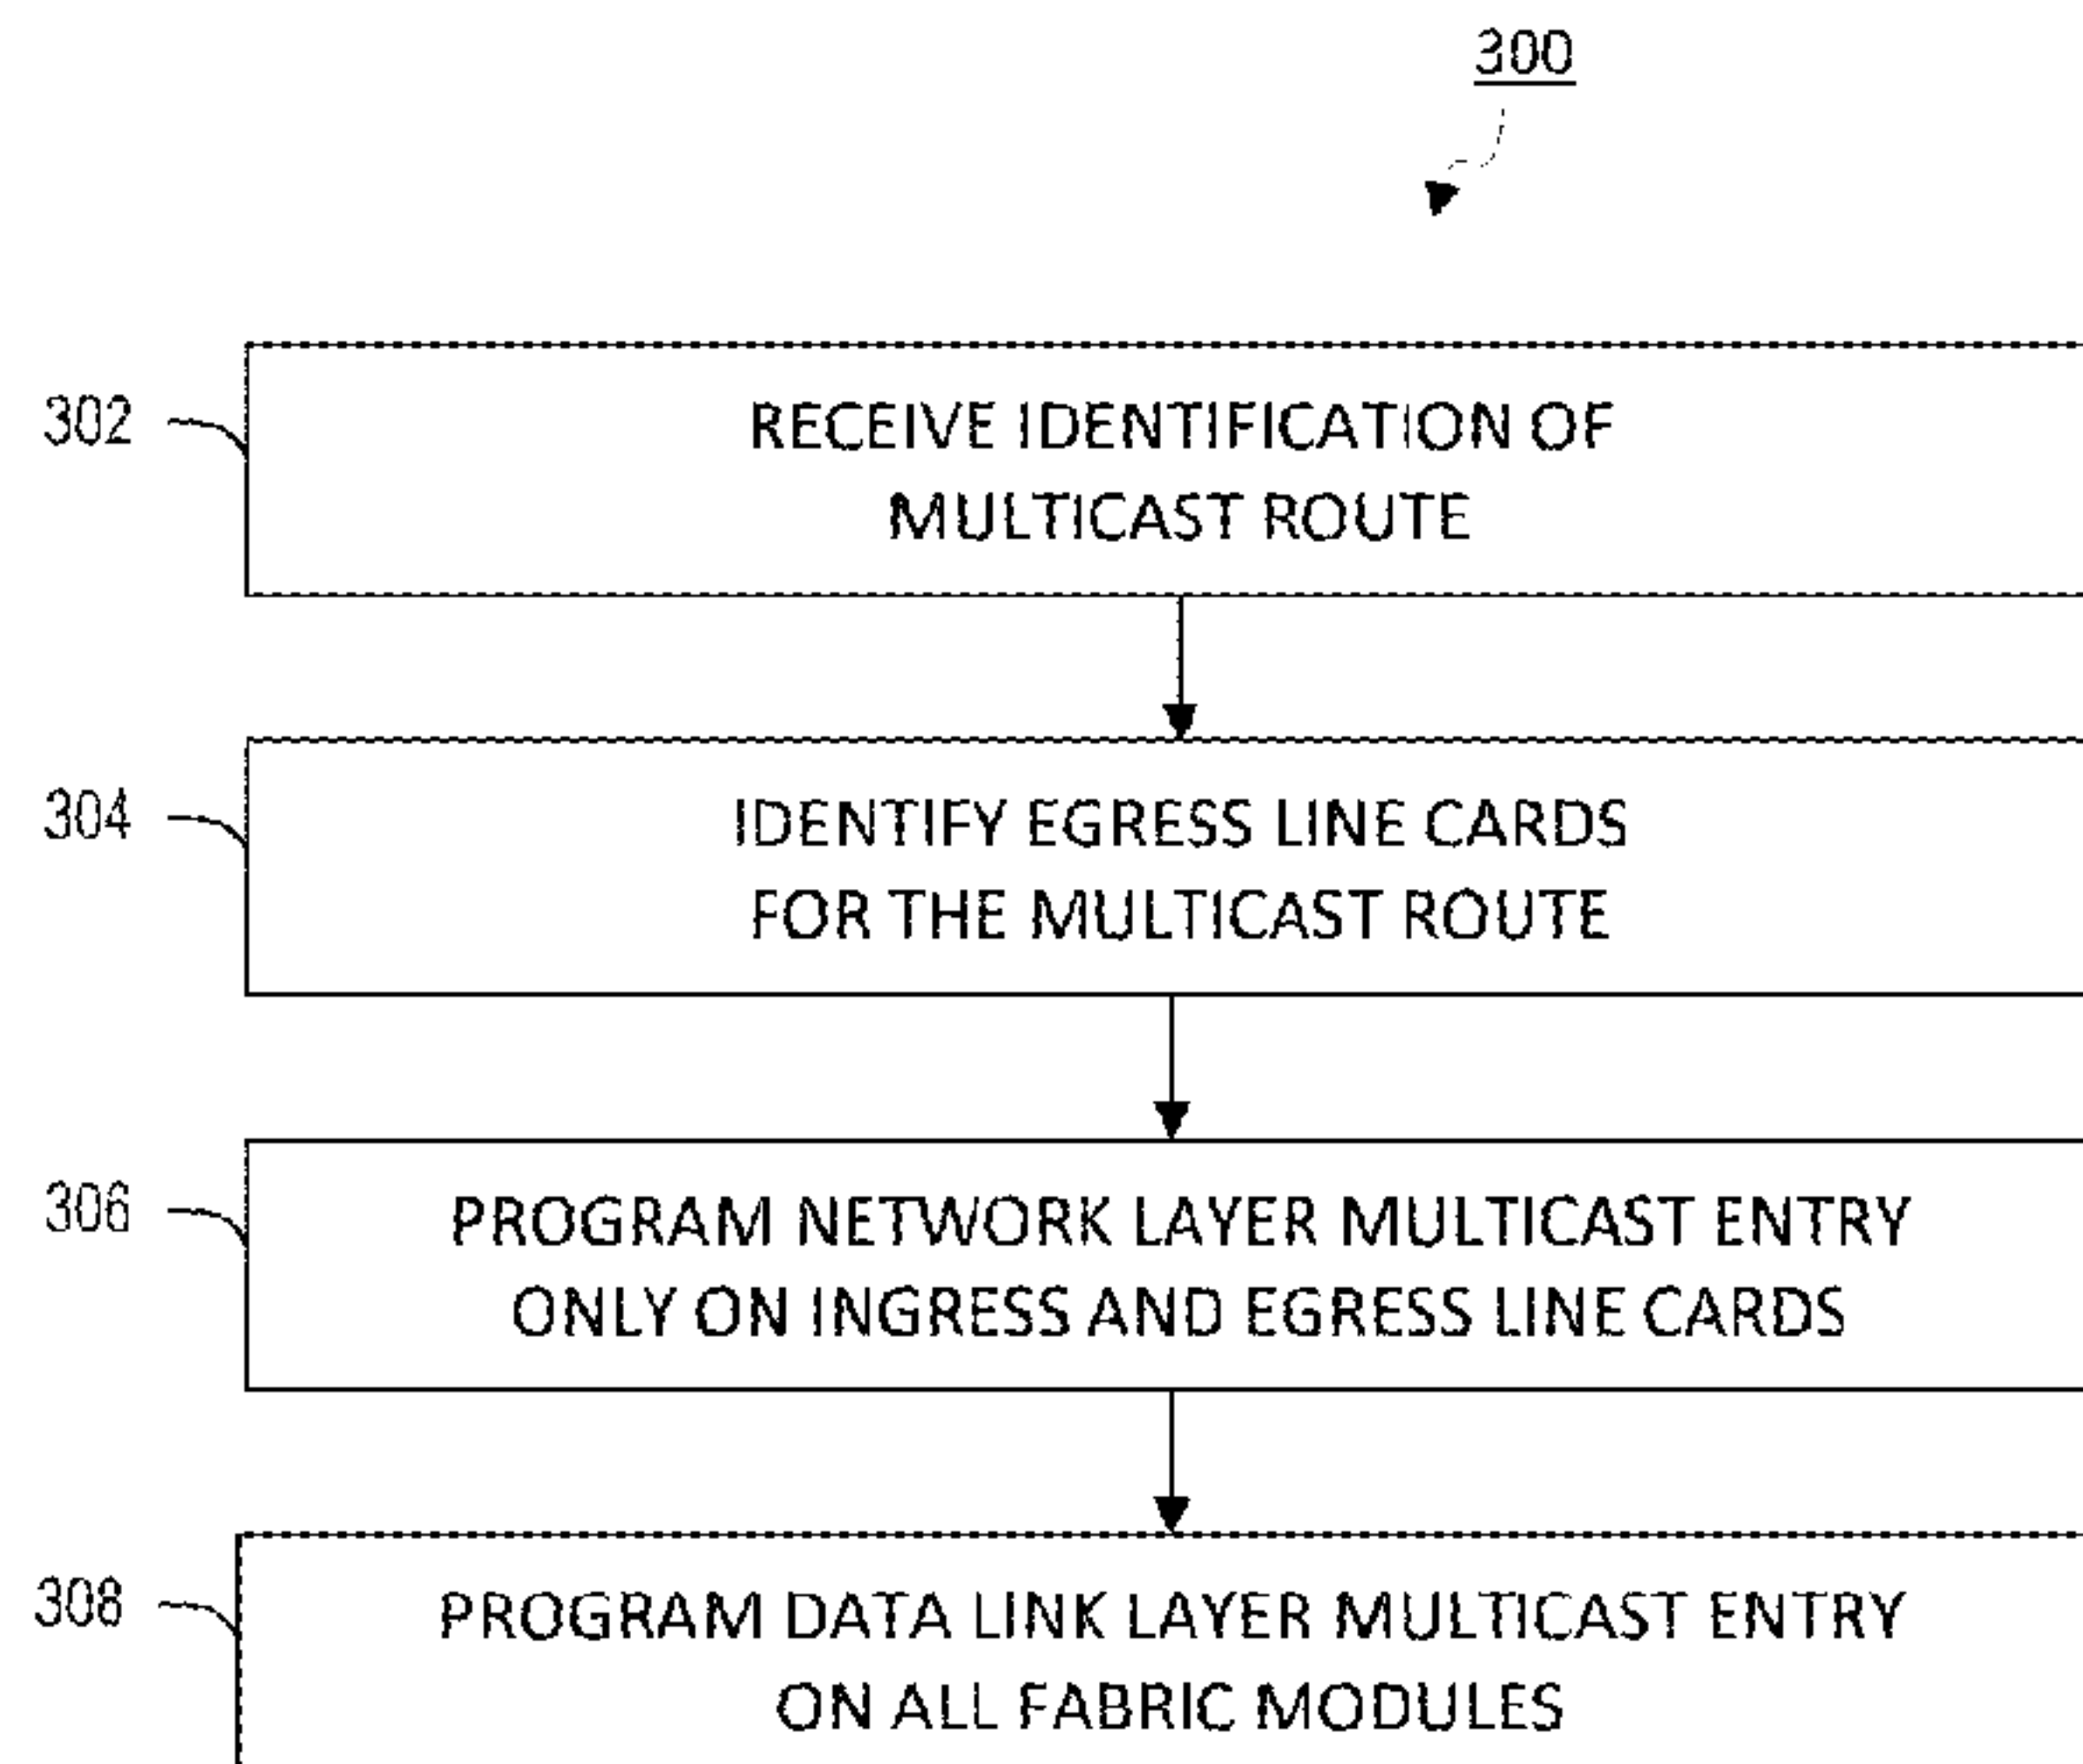 300
302
RECEIVE IDENTIFICATION OF
MULTICAST ROUTE
304
IDENTIFY EGRESS LINE CARDS
FOR THE MULTICAST ROUTE
306
PROGRAM NETWORK LAYER MULTICAST ENTRY
ONLY ON INGRESS AND EGRESS LINE CARDS
308
PROGRAM DATA LINK LAYER MULTICAST ENTRY
ON ALL FABRIC MODULES